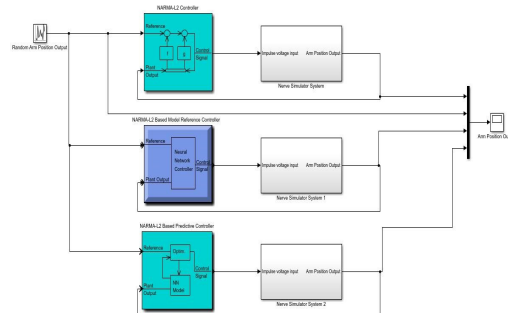 NARMA-L2 Controller
Reference
Random Arm Position Output
f
g
Control
Signal
Plant
Output
Impulse voltage input Arm Position Output
Nerve Simulator System
NARMA-L2 Based Model Reference Controller
Reference
Neural
Network
Controller
Control
Signal
Plant Output
Impulse voltage input Arm Position Output
Nerve Simulator System 1
Arm Position Ou
NARMA-L2 Based Predictive Controller
Reference
Optim.
Control
Signal
NN
Model
Plant
Output
Impulse voltage input Arm Position Output
Nerve Simulator System 2